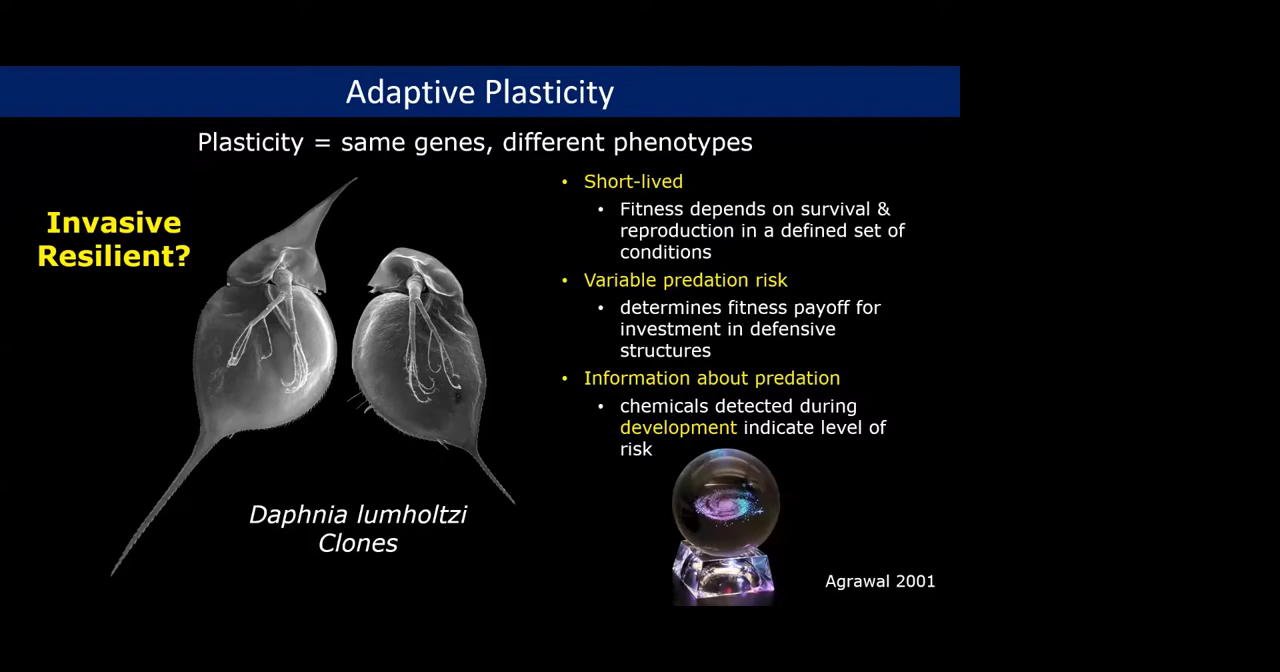 Adaptive Plasticity
Plasticity = same genes, different phenotypes
Invasive
Resilient?
• Short-lived
• Fitness depends on survival &
reproduction in a defined set of
conditions
• Variable predation risk
• determines fitness payoff for
investment in defensive
structures
• Information about predation
• chemicals detected during
development indicate level of
risk
Daphnia lumholtzi
Clones
Agrawal 2001